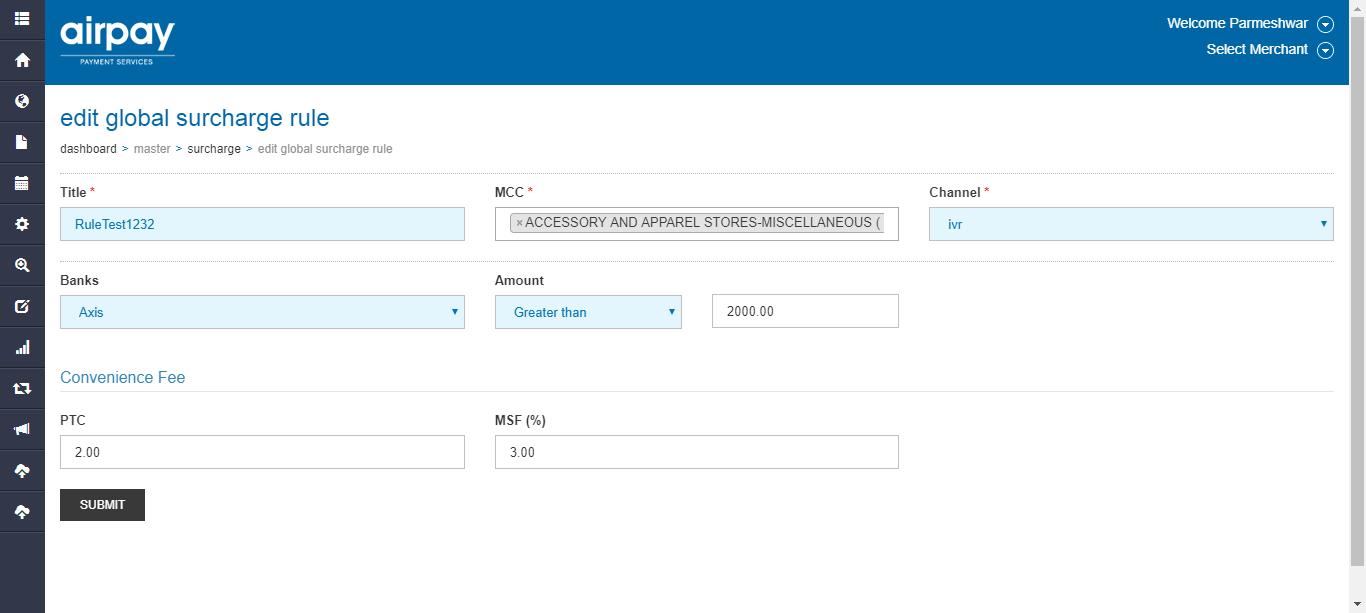 airpay
PAYMENT SERVICES
Welcome Parmeshwar
Select Merchant
edit global surcharge rule
dashboard > master > surcharge > edit global surcharge rule
Title * MCC * Channel *
RuleTest1232 ×ACCESSORY AND APPAREL STORES-MISCELLANEOUS ( ivr
Banks Amount
Axis Greater than 2000.00
Convenience Fee
PTC MSF (%)
2.00 3.00
SUBMIT